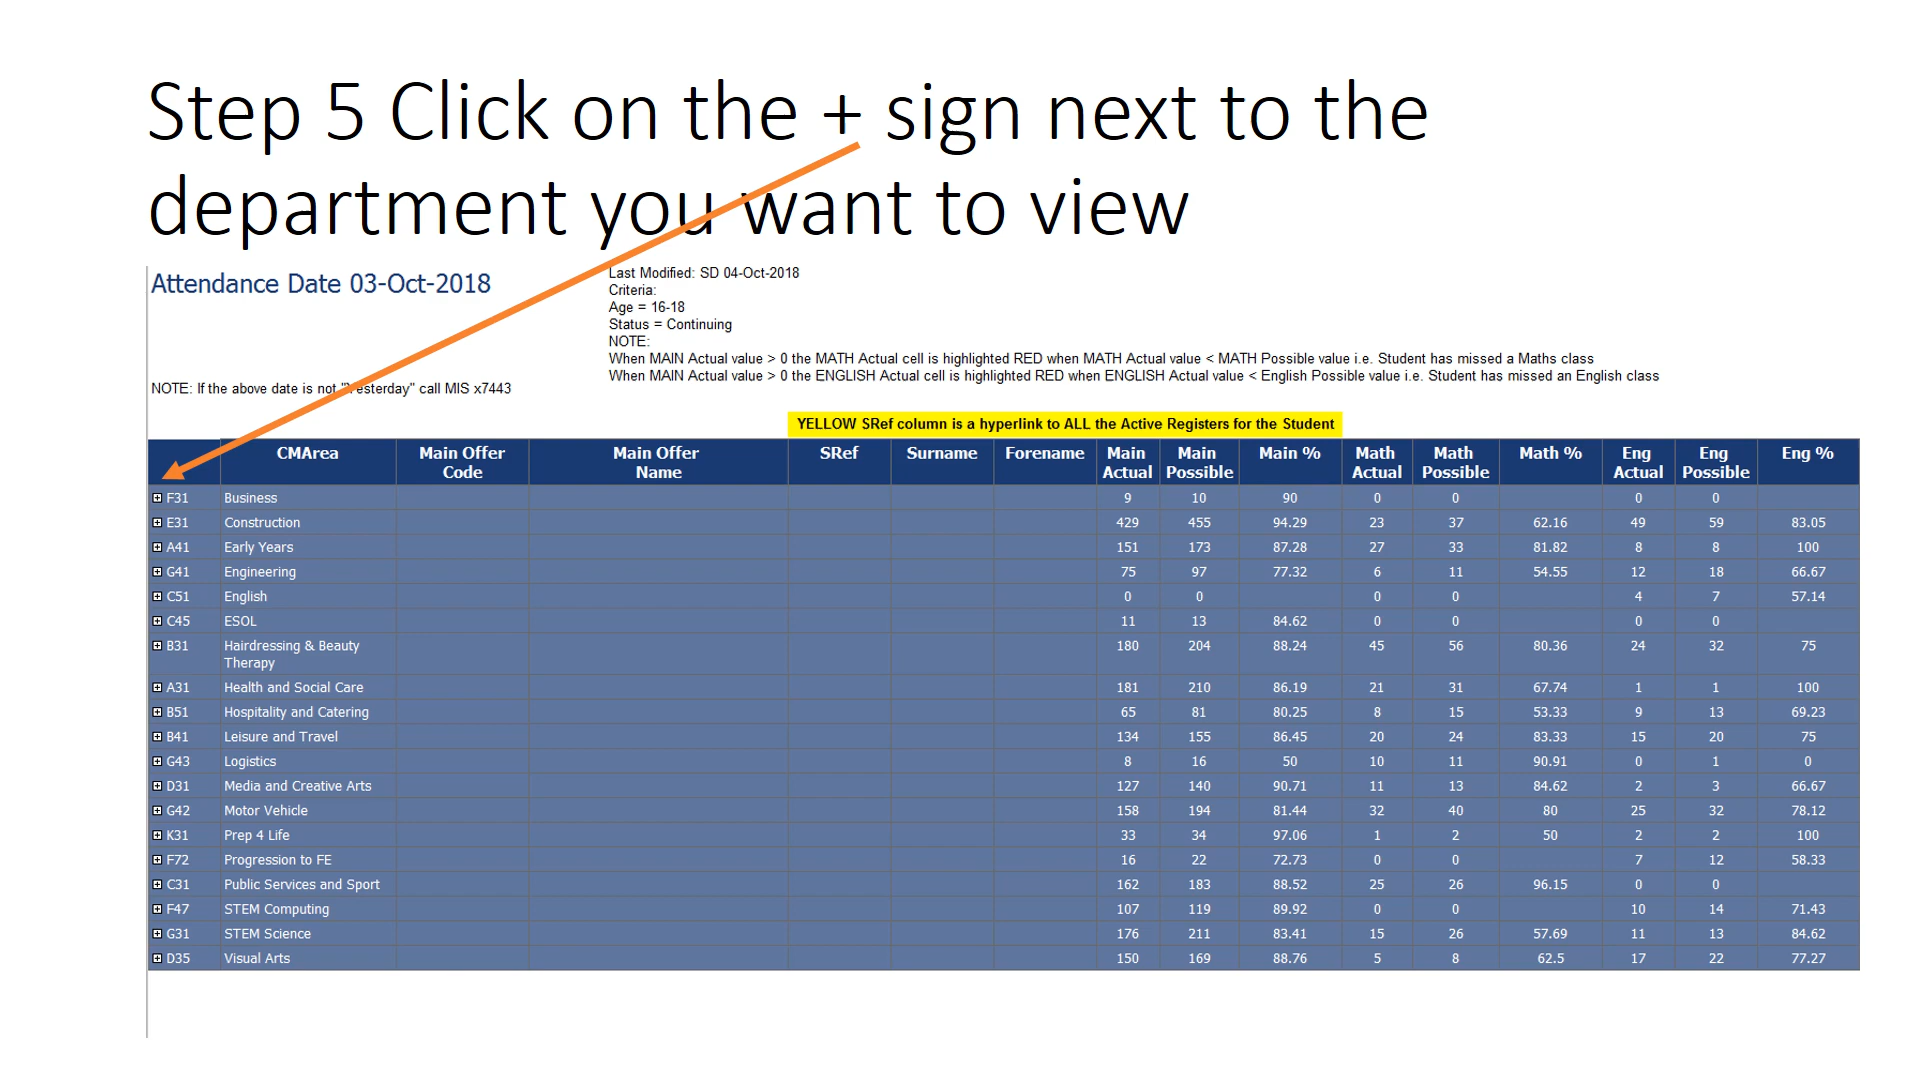 Step 5 Click on the + sign next to the
department you want to view
Attendance Date 03-Oct-2018
Last Modified: SD 04-Oct-2018
Criteria:
Age = 16-18
Status = Continuing
NOTE:
When MAIN Actual value > 0 the MATH Actual cell is highlighted RED when MATH Actual value < MATH Possible value i.e. Student has missed a Maths class
When MAIN Actual value > 0 the ENGLISH Actual cell is highlighted RED when ENGLISH Actual value < English Possible value i.e. Student has missed an English class
NOTE: If the above date is not "Yesterday" call MIS x7443
YELLOW SRef column is a hyperlink to ALL the Active Registers for the Student
CMArea Main Offer Code Main Offer Name SRef Surname Forename Main Actual Main Possible Main % Math Actual Math Possible Math % Eng Actual Eng Possible Eng %
F31 Business 9 10 90 0 0 0 0
E31 Construction 429 455 94.29 23 37 62.16 49 59 83.05
A41 Early Years 151 173 87.28 27 33 81.82 8 8 100
G41 Engineering 75 97 77.32 6 11 54.55 12 18 66.67
C51 English 0 0 0 0 4 7 57.14
C45 ESOL 11 13 84.62 0 0 0 0
B31 Hairdressing & Beauty Therapy 180 204 88.24 45 56 80.36 24 32 75
A31 Health and Social Care 181 210 86.19 21 31 67.74 1 1 100
B51 Hospitality and Catering 65 81 80.25 8 15 53.33 9 13 69.23
B41 Leisure and Travel 134 155 86.45 20 24 83.33 15 20 75
G43 Logistics 8 16 50 10 11 90.91 0 1 0
D31 Media and Creative Arts 127 140 90.71 11 13 84.62 2 3 66.67
G42 Motor Vehicle 158 194 81.44 32 40 80 25 32 78.12
K31 Prep 4 Life 33 34 97.06 1 2 50 2 2 100
F72 Progression to FE 16 22 72.73 0 0 7 12 58.33
C31 Public Services and Sport 162 183 88.52 25 26 96.15 0 0
F47 STEM Computing 107 119 89.92 0 0 10 14 71.43
G31 STEM Science 176 211 83.41 15 26 57.69 11 13 84.62
D35 Visual Arts 150 169 88.76 5 8 62.5 17 22 77.27